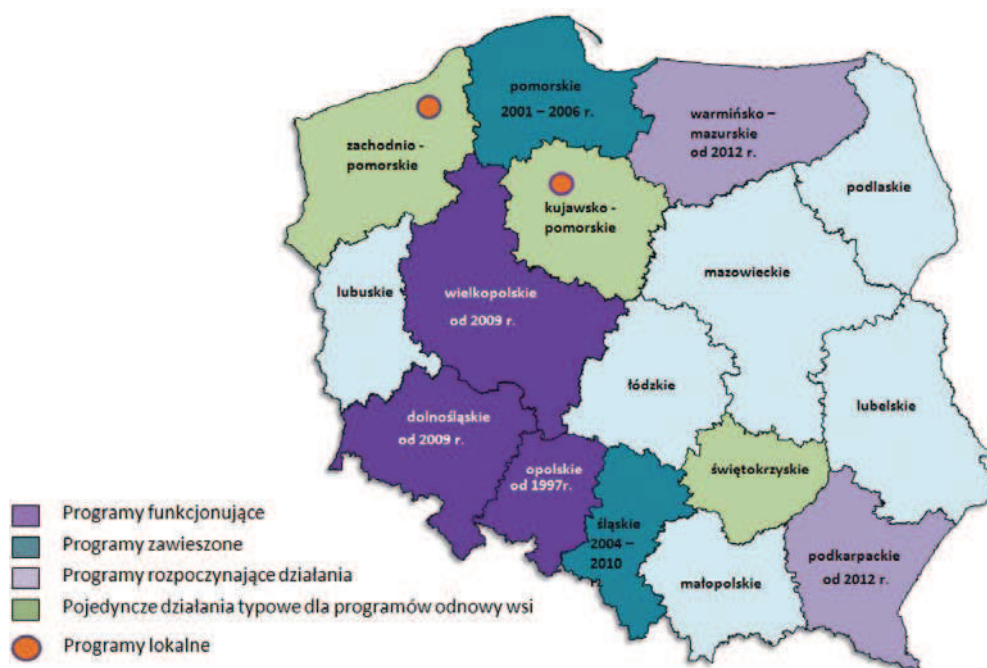 pomorskie
2001 – 2006 r.
warmińsko –
mazurskie
od 2012 r.
zachodnio -
pomorskie
podlaskie
kujawsko -
pomorskie
mazowieckie
lubuskie
wielkopolskie
od 2009 r.
łódzkie
lubelskie
dolnośląskie
od 2009 r.
opolskie
od 1997r.
świętokrzyskie
śląskie
2004 –
2010
r.
małopolskie
podkarpackie
od 2012 r.
Programy funkcjonujące
Programy zawieszone
Programy rozpoczynające działania
Pojedyncze działania typowe dla programów odnowy wsi
Programy lokalne